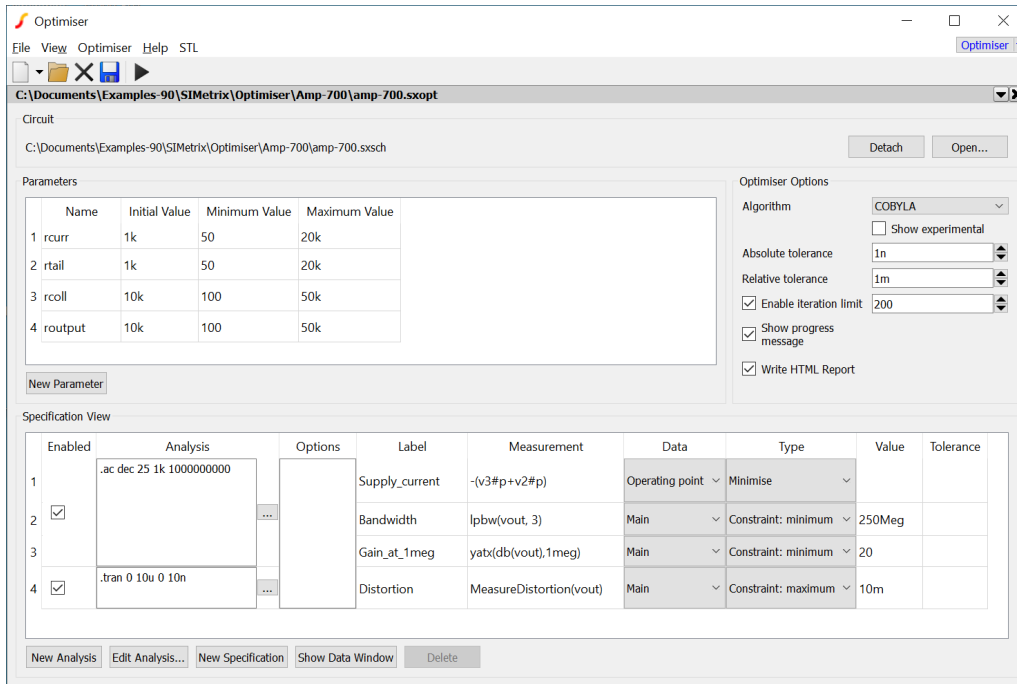 Optimiser
File View Optimiser Help STL
Optimiser
C:\Documents\Examples-90\SIMetrix\Optimiser\Amp-700\amp-700.sxopt
Circuit
C:\Documents\Examples-90\SIMetrix\Optimiser\Amp-700\amp-700.sxsch
Detach Open...
Parameters
Name Initial Value Minimum Value Maximum Value
1 rcurr 1k 50 20k
2 rtail 1k 50 20k
3 rcoll 10k 100 50k
4 routput 10k 100 50k
New Parameter
Optimiser Options
Algorithm COBYLA
Show experimental
Absolute tolerance 1n
Relative tolerance 1m
Enable iteration limit 200
Show progress
message
Write HTML Report
Specification View
Enabled Analysis Options Label Measurement Data Type Value Tolerance
.ac dec 25 1k 1000000000
1 Supply_current -(v3#p+v2#p) Operating point Minimise
2 ... Bandwidth lpbw(vout, 3) Main Constraint: minimum 250Meg
3 Gain_at_1meg yatx(db(vout),1meg) Main Constraint: minimum 20
.tran 0 10u 0 10n
4 ... Distortion MeasureDistortion(vout) Main Constraint: maximum 10m
New Analysis Edit Analysis... New Specification Show Data Window Delete